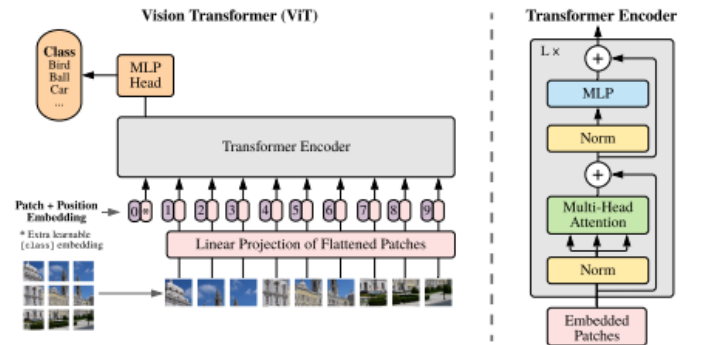 Vision Transformer (ViT)
Class
Bird
Ball
Car
...
MLP
Head
Transformer Encoder
Patch + Position
Embedding
0 * 1 2 3 4 5 6 7 8 9
* Extra learnable
[class] embedding
Linear Projection of Flattened Patches
Transformer Encoder
L ×
+
MLP
Norm
+
Multi-Head
Attention
Norm
Embedded
Patches